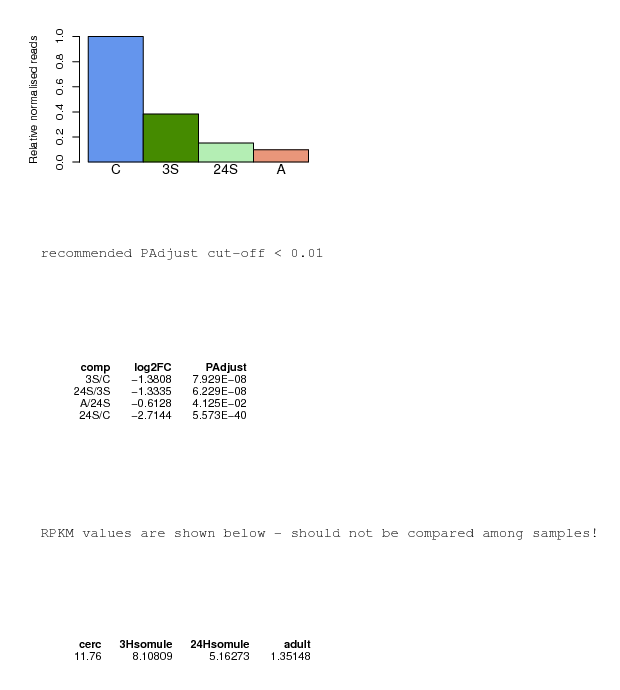 Relative normalised reads
1.0
0.8
0.6
0.4
0.2
0.0
C 3S 24S A
recommended PAdjust cut-off < 0.01
comp log2FC PAdjust
3S/C −1.3808 7.929E−08
24S/3S −1.3335 6.229E−08
A/24S −0.6128 4.125E−02
24S/C −2.7144 5.573E−40
RPKM values are shown below - should not be compared among samples!
cerc 3Hsomule 24Hsomule adult
11.76 8.10809 5.16273 1.35148